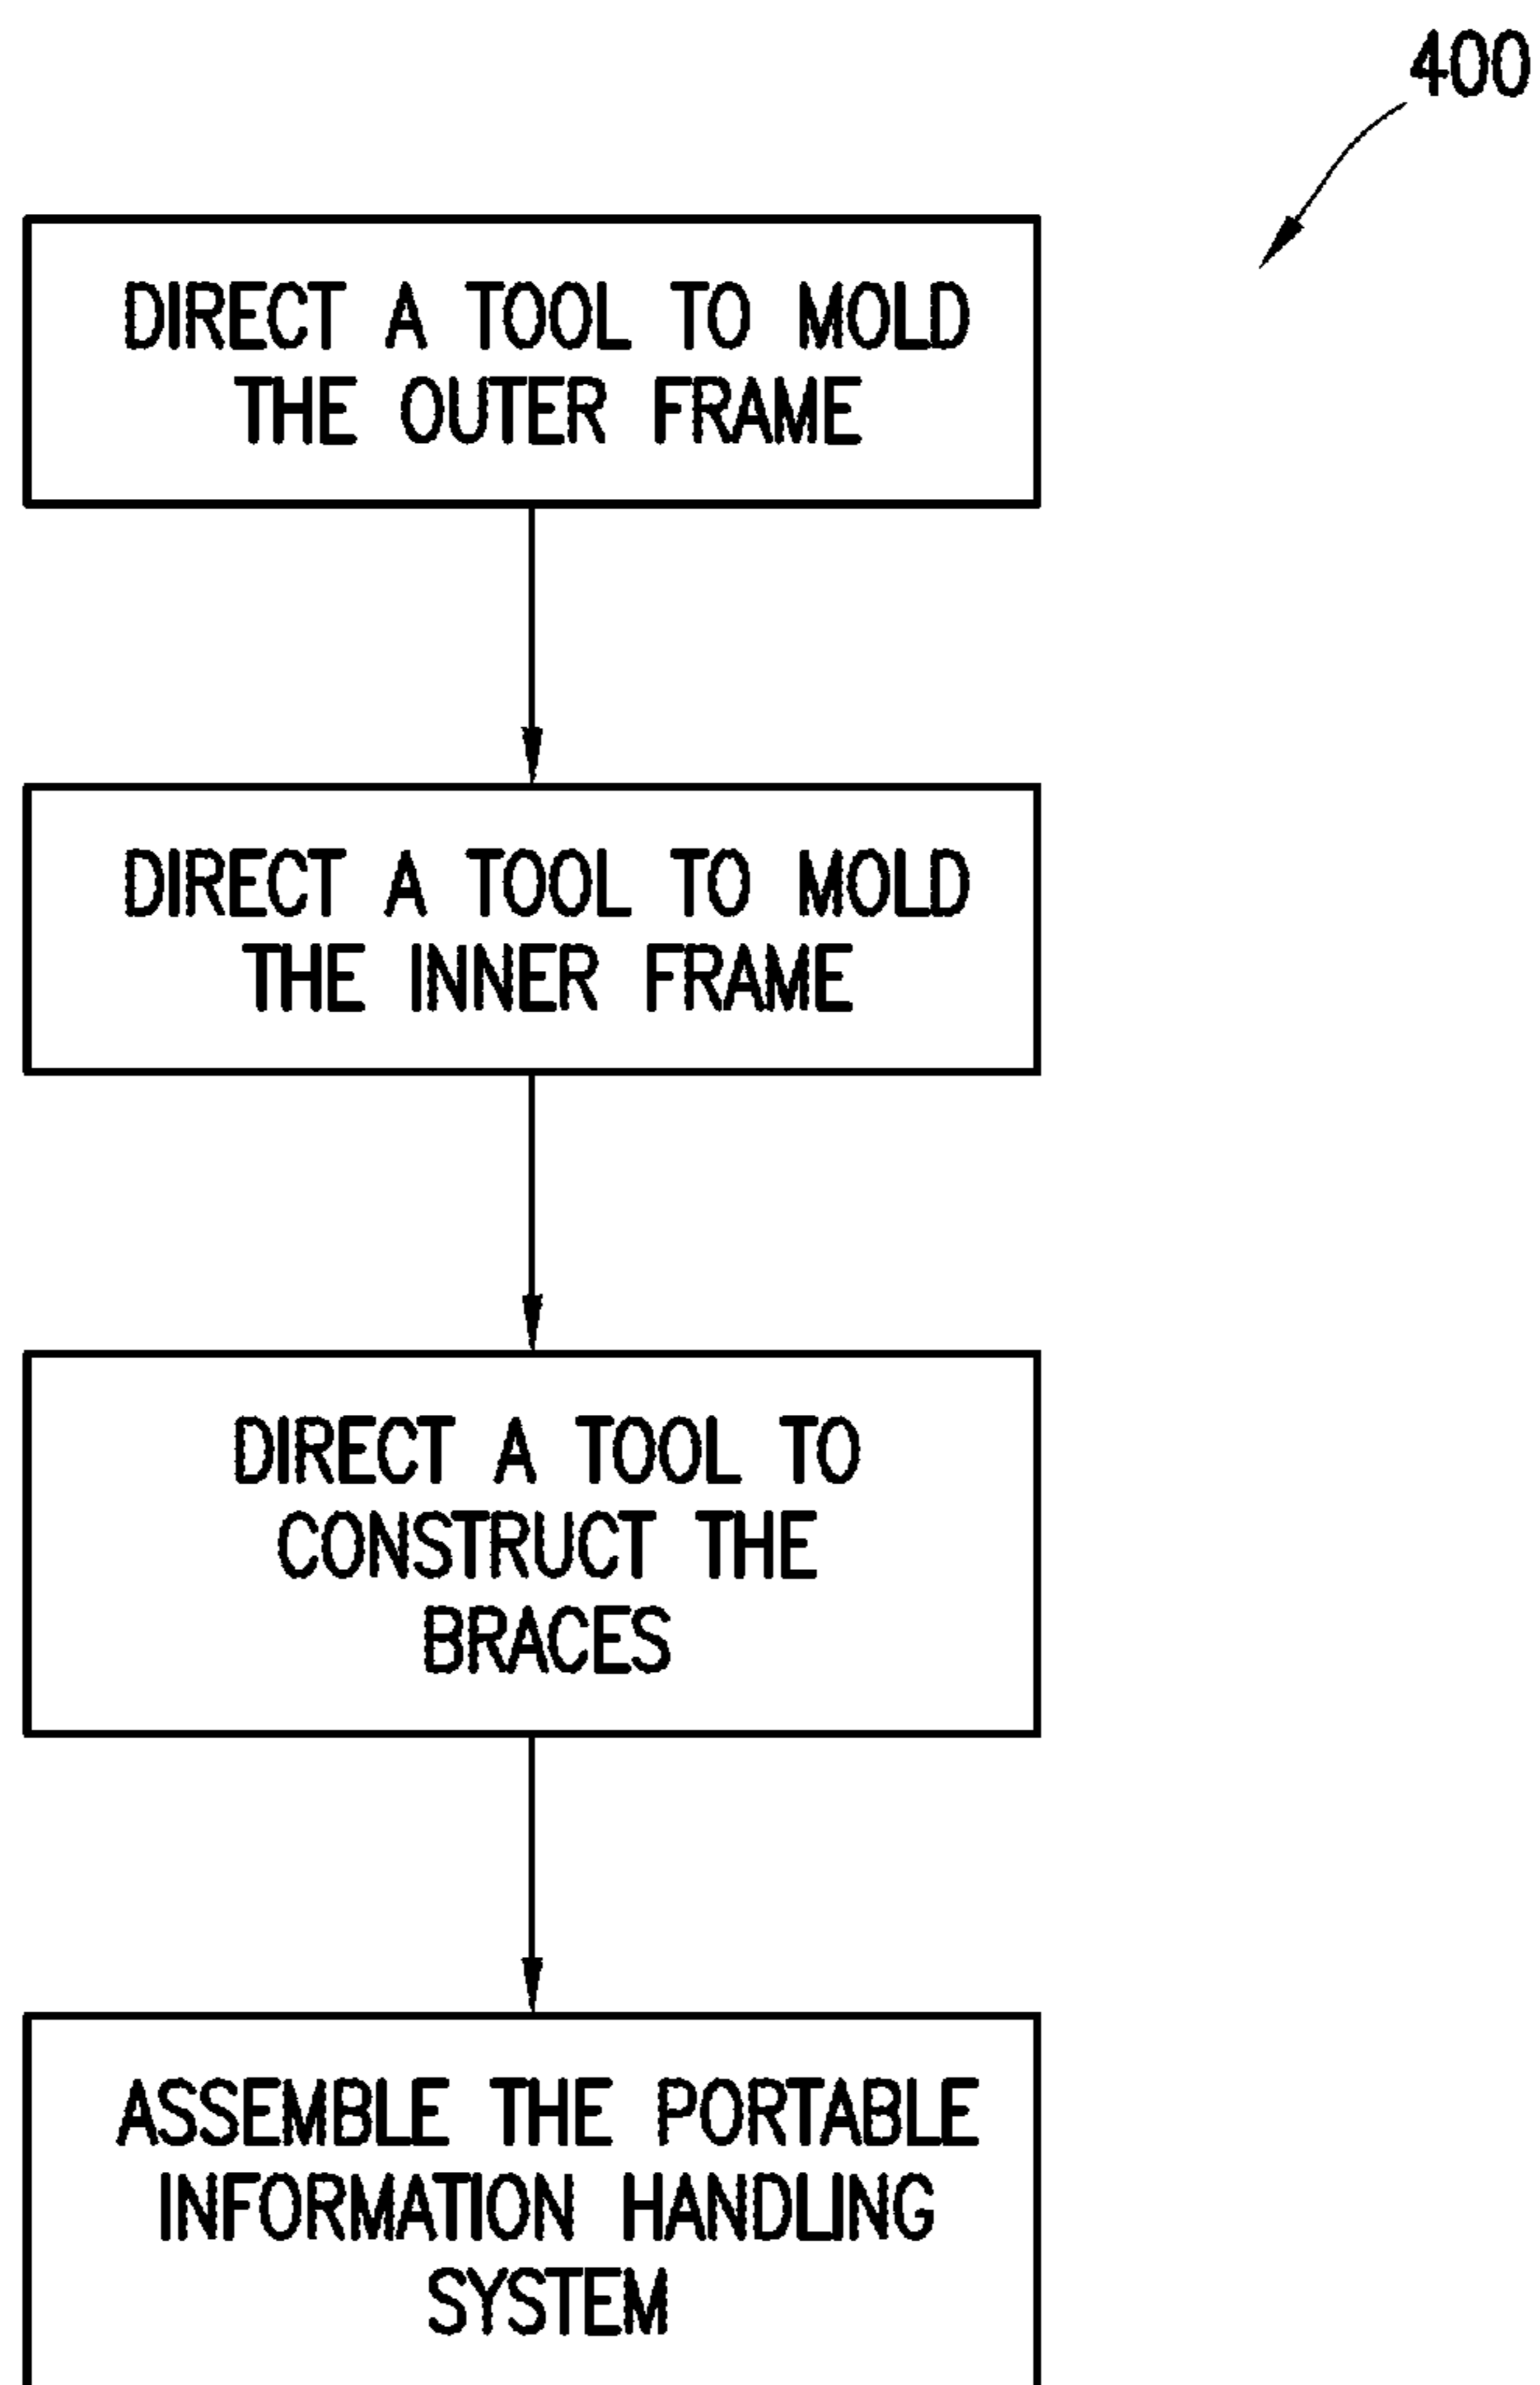 400
DIRECT A TOOL TO MOLD
THE OUTER FRAME
DIRECT A TOOL TO MOLD
THE INNER FRAME
DIRECT A TOOL TO
CONSTRUCT THE
BRACES
ASSEMBLE THE PORTABLE
INFORMATION HANDLING
SYSTEM